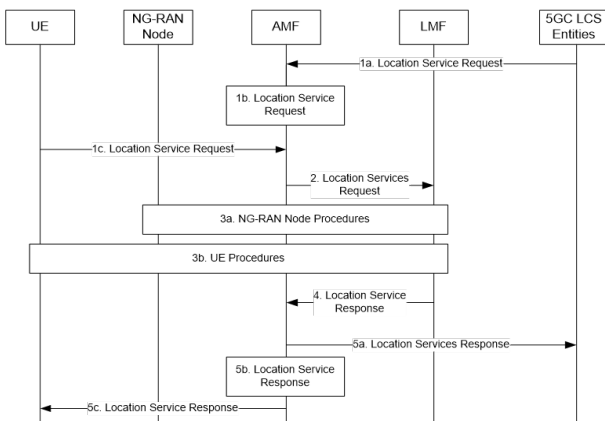 UE
NG-RAN
Node
AMF
LMF
5GC LCS
Entities
1a. Location Service Request
1b. Location Service
Request
1c. Location Service Request
2. Location Services
Request
3a. NG-RAN Node Procedures
3b. UE Procedures
4. Location Service
Response
5a. Location Services Response
5b. Location Service
Response
5c. Location Service Response